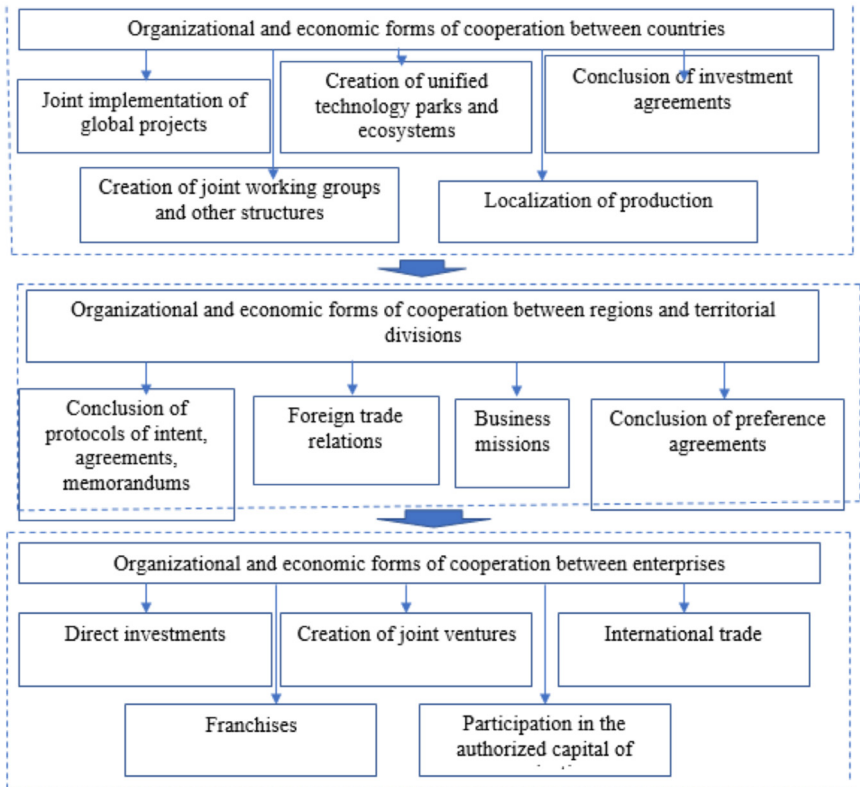 Organizational and economic forms of cooperation between countries
Joint implementation of
global projects
Creation of unified
technology parks and
ecosystems
Conclusion of investment
agreements
Creation of joint working groups
and other structures
Localization of production
Organizational and economic forms of cooperation between regions and territorial
divisions
Conclusion of
protocols of intent,
agreements,
memorandums
Foreign trade
relations
Business
missions
Conclusion of preference
agreements
Organizational and economic forms of cooperation between enterprises
Direct investments
Creation of joint ventures
International trade
Franchises
Participation in the
authorized capital of